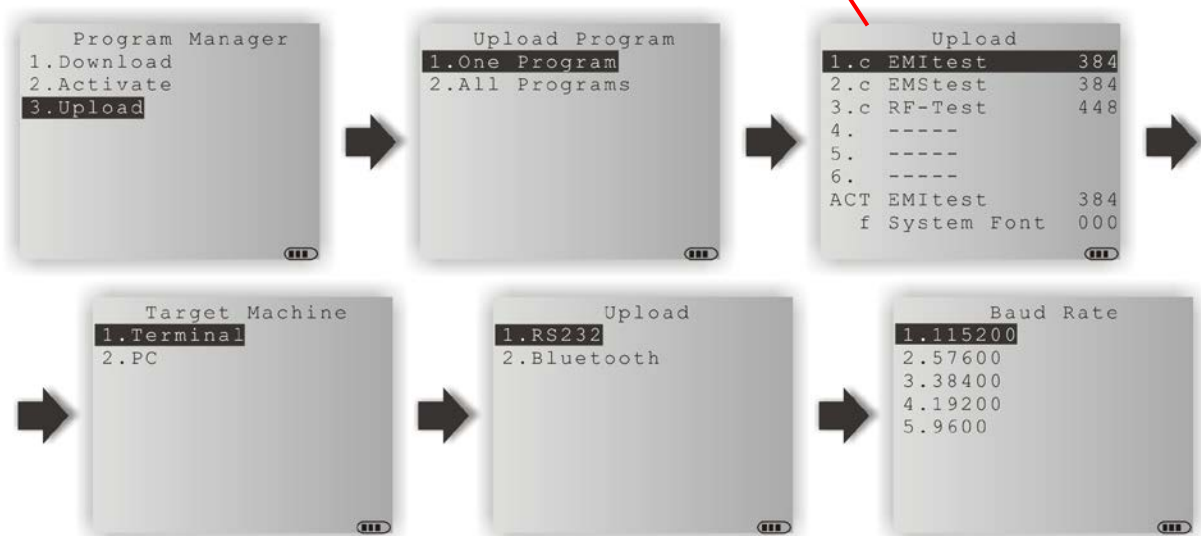 Program Manager
1.Download
2.Activate
3.Upload
Upload Program
1.One Program
2.All Programs
Upload
1.c EMItest 384
2.c EMStest 384
3.c RF-Test 448
4. -----
5. -----
6. -----
ACT EMItest 384
f System Font 000
Target Machine
1.Terminal
2.PC
Upload
1.RS232
2.Bluetooth
Baud Rate
1.115200
2.57600
3.38400
4.19200
5.9600